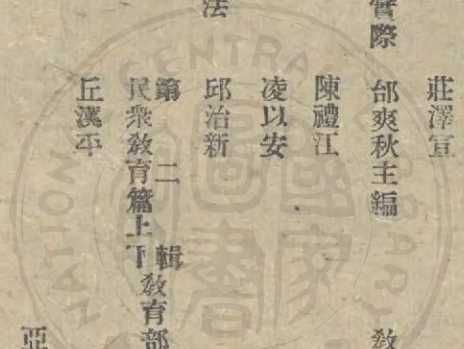 莊澤宣
實際 邰爽秋主編 教
陳禮江
凌以安
法 邱治新
第二輯 教育部
民衆教育篇上下
丘漢平
亞